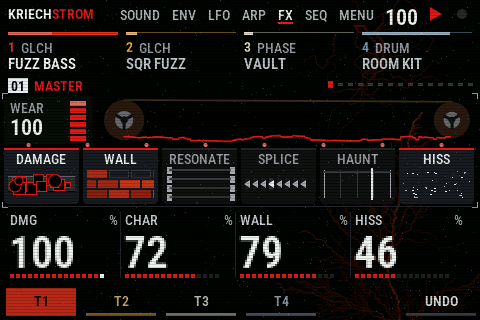 KRIECHSTROM SOUND ENV LFO ARP FX SEQ MENU 100
1 GLCH 2 GLCH 3 PHASE 4 DRUM
FUZZ BASS SQR FUZZ VAULT ROOM KIT
01 MASTER
WEAR
100
DAMAGE WALL RESONATE SPLICE HAUNT HISS
DMG % CHAR % WALL % HISS %
100 72 79 46
T1 T2 T3 T4 UNDO